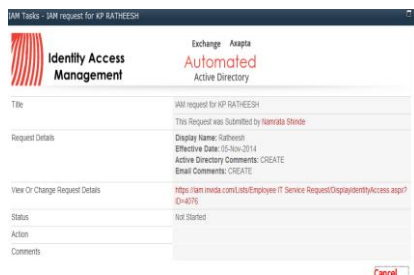 IAM Tasks - IAM request for KP RATHEESH
Identity Access
Management
Exchange Axapta
Automated
Active Directory
Title
IAM request for KP RATHEESH
This Request was Submitted by Namrata Shinde
Request Details
Display Name: Ratheesh
Effective Date: 05-Nov-2014
Active Directory Comments: CREATE
Email Comments: CREATE
View Or Change Request Details
https://iam.invida.com/Lists/Employee IT Service Request/DisplayIdentityAccess.aspx?
ID=4076
Status
Not Started
Action
Comments
Cancel